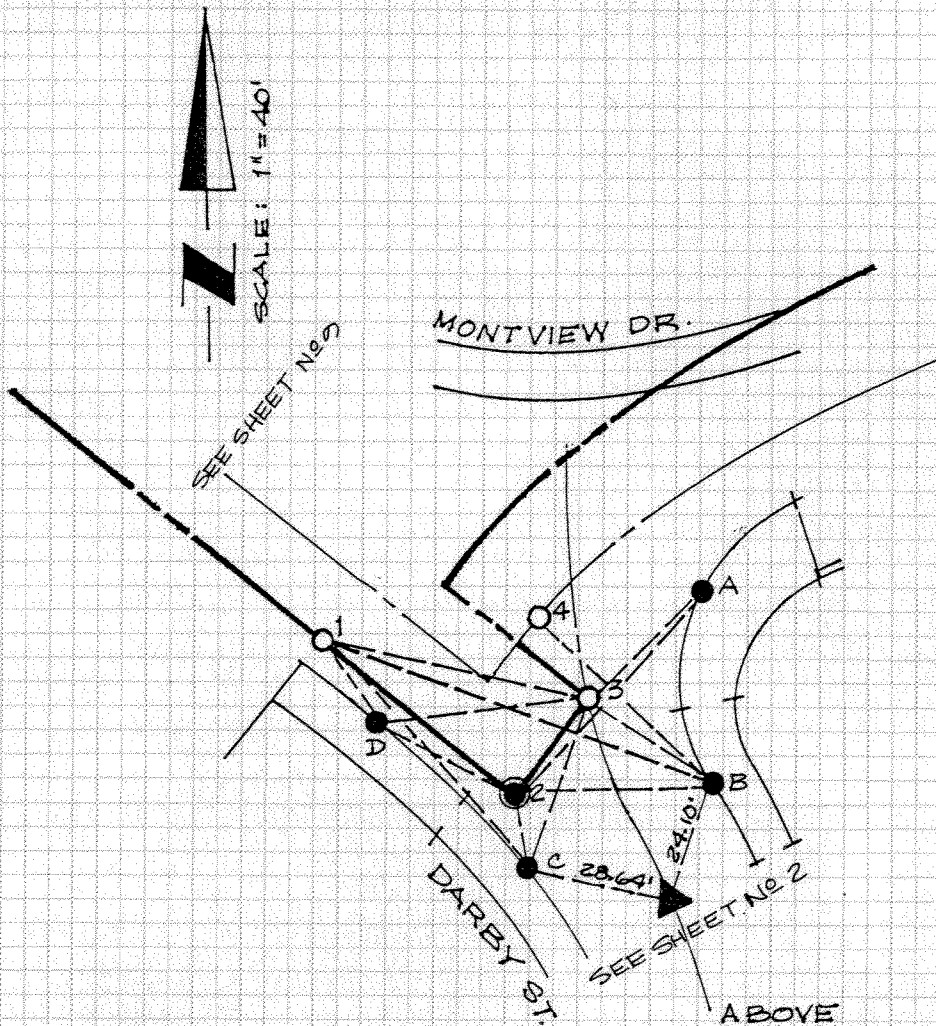 SCALE: 1" = 40'
MONTVIEW DR.
SEE SHEET Nº 9
1
4
A
3
D
2
B
C
28.64'
24.10'
DARBY ST.
SEE SHEET Nº 2
ABOVE